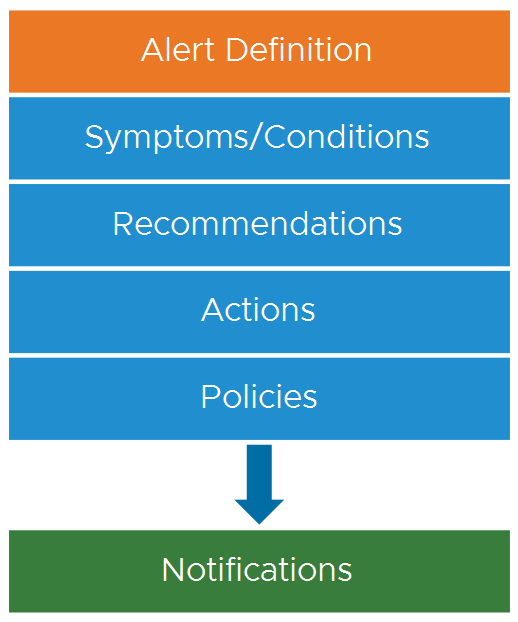 Alert Definition
Symptoms/Conditions
Recommendations
Actions
Policies
Notifications